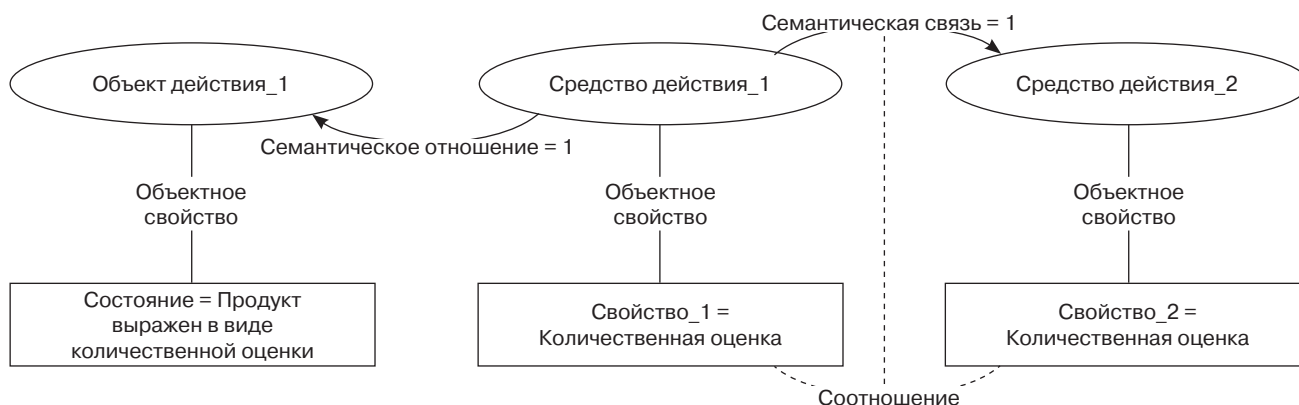 Семантическая связь = 1
Объект действия_1
Средство действия_1
Средство действия_2
Семантическое отношение = 1
Объектное
свойство
Объектное
свойство
Объектное
свойство
Состояние = Продукт
выражен в виде
количественной оценки
Свойство_1 =
Количественная оценка
Свойство_2 =
Количественная оценка
Соотношение